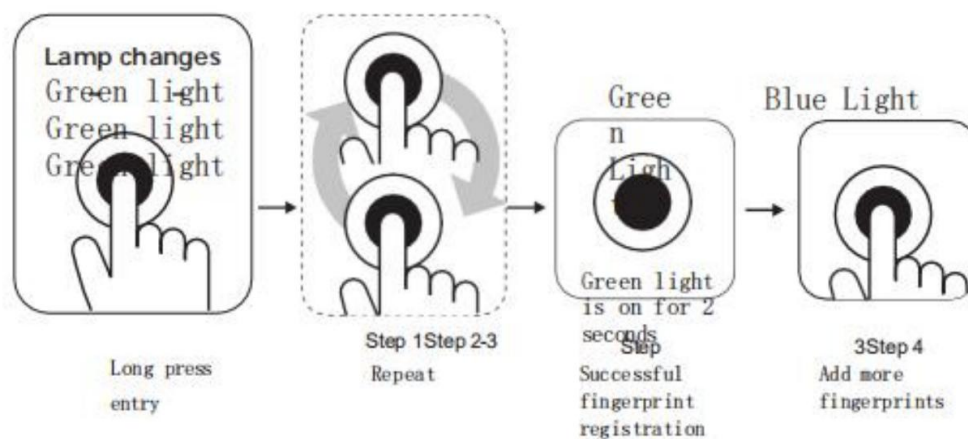 Lamp changes
Green light
Green light
Green light
Long press
entry
Step 1Step 2-3
Repeat
Gree
n
Ligh
Green light
is on for 2
seconds
Step
Successful
fingerprint
registration
Blue Light
3Step 4
Add more
fingerprints